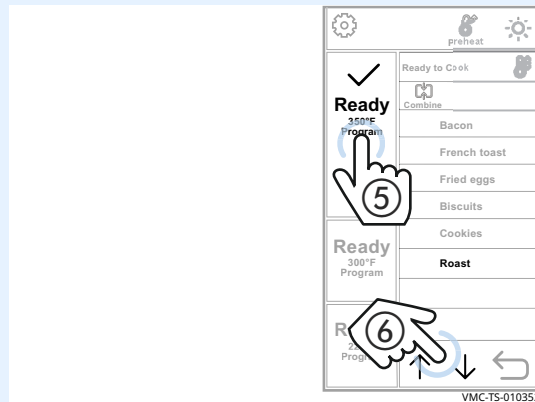 preheat
Ready to Cook
Combine
Ready
350°F
Program
Bacon
French toast
Fried eggs
5
Biscuits
Cookies
Ready
300°F
Program
Roast
6
VMC-TS-01035